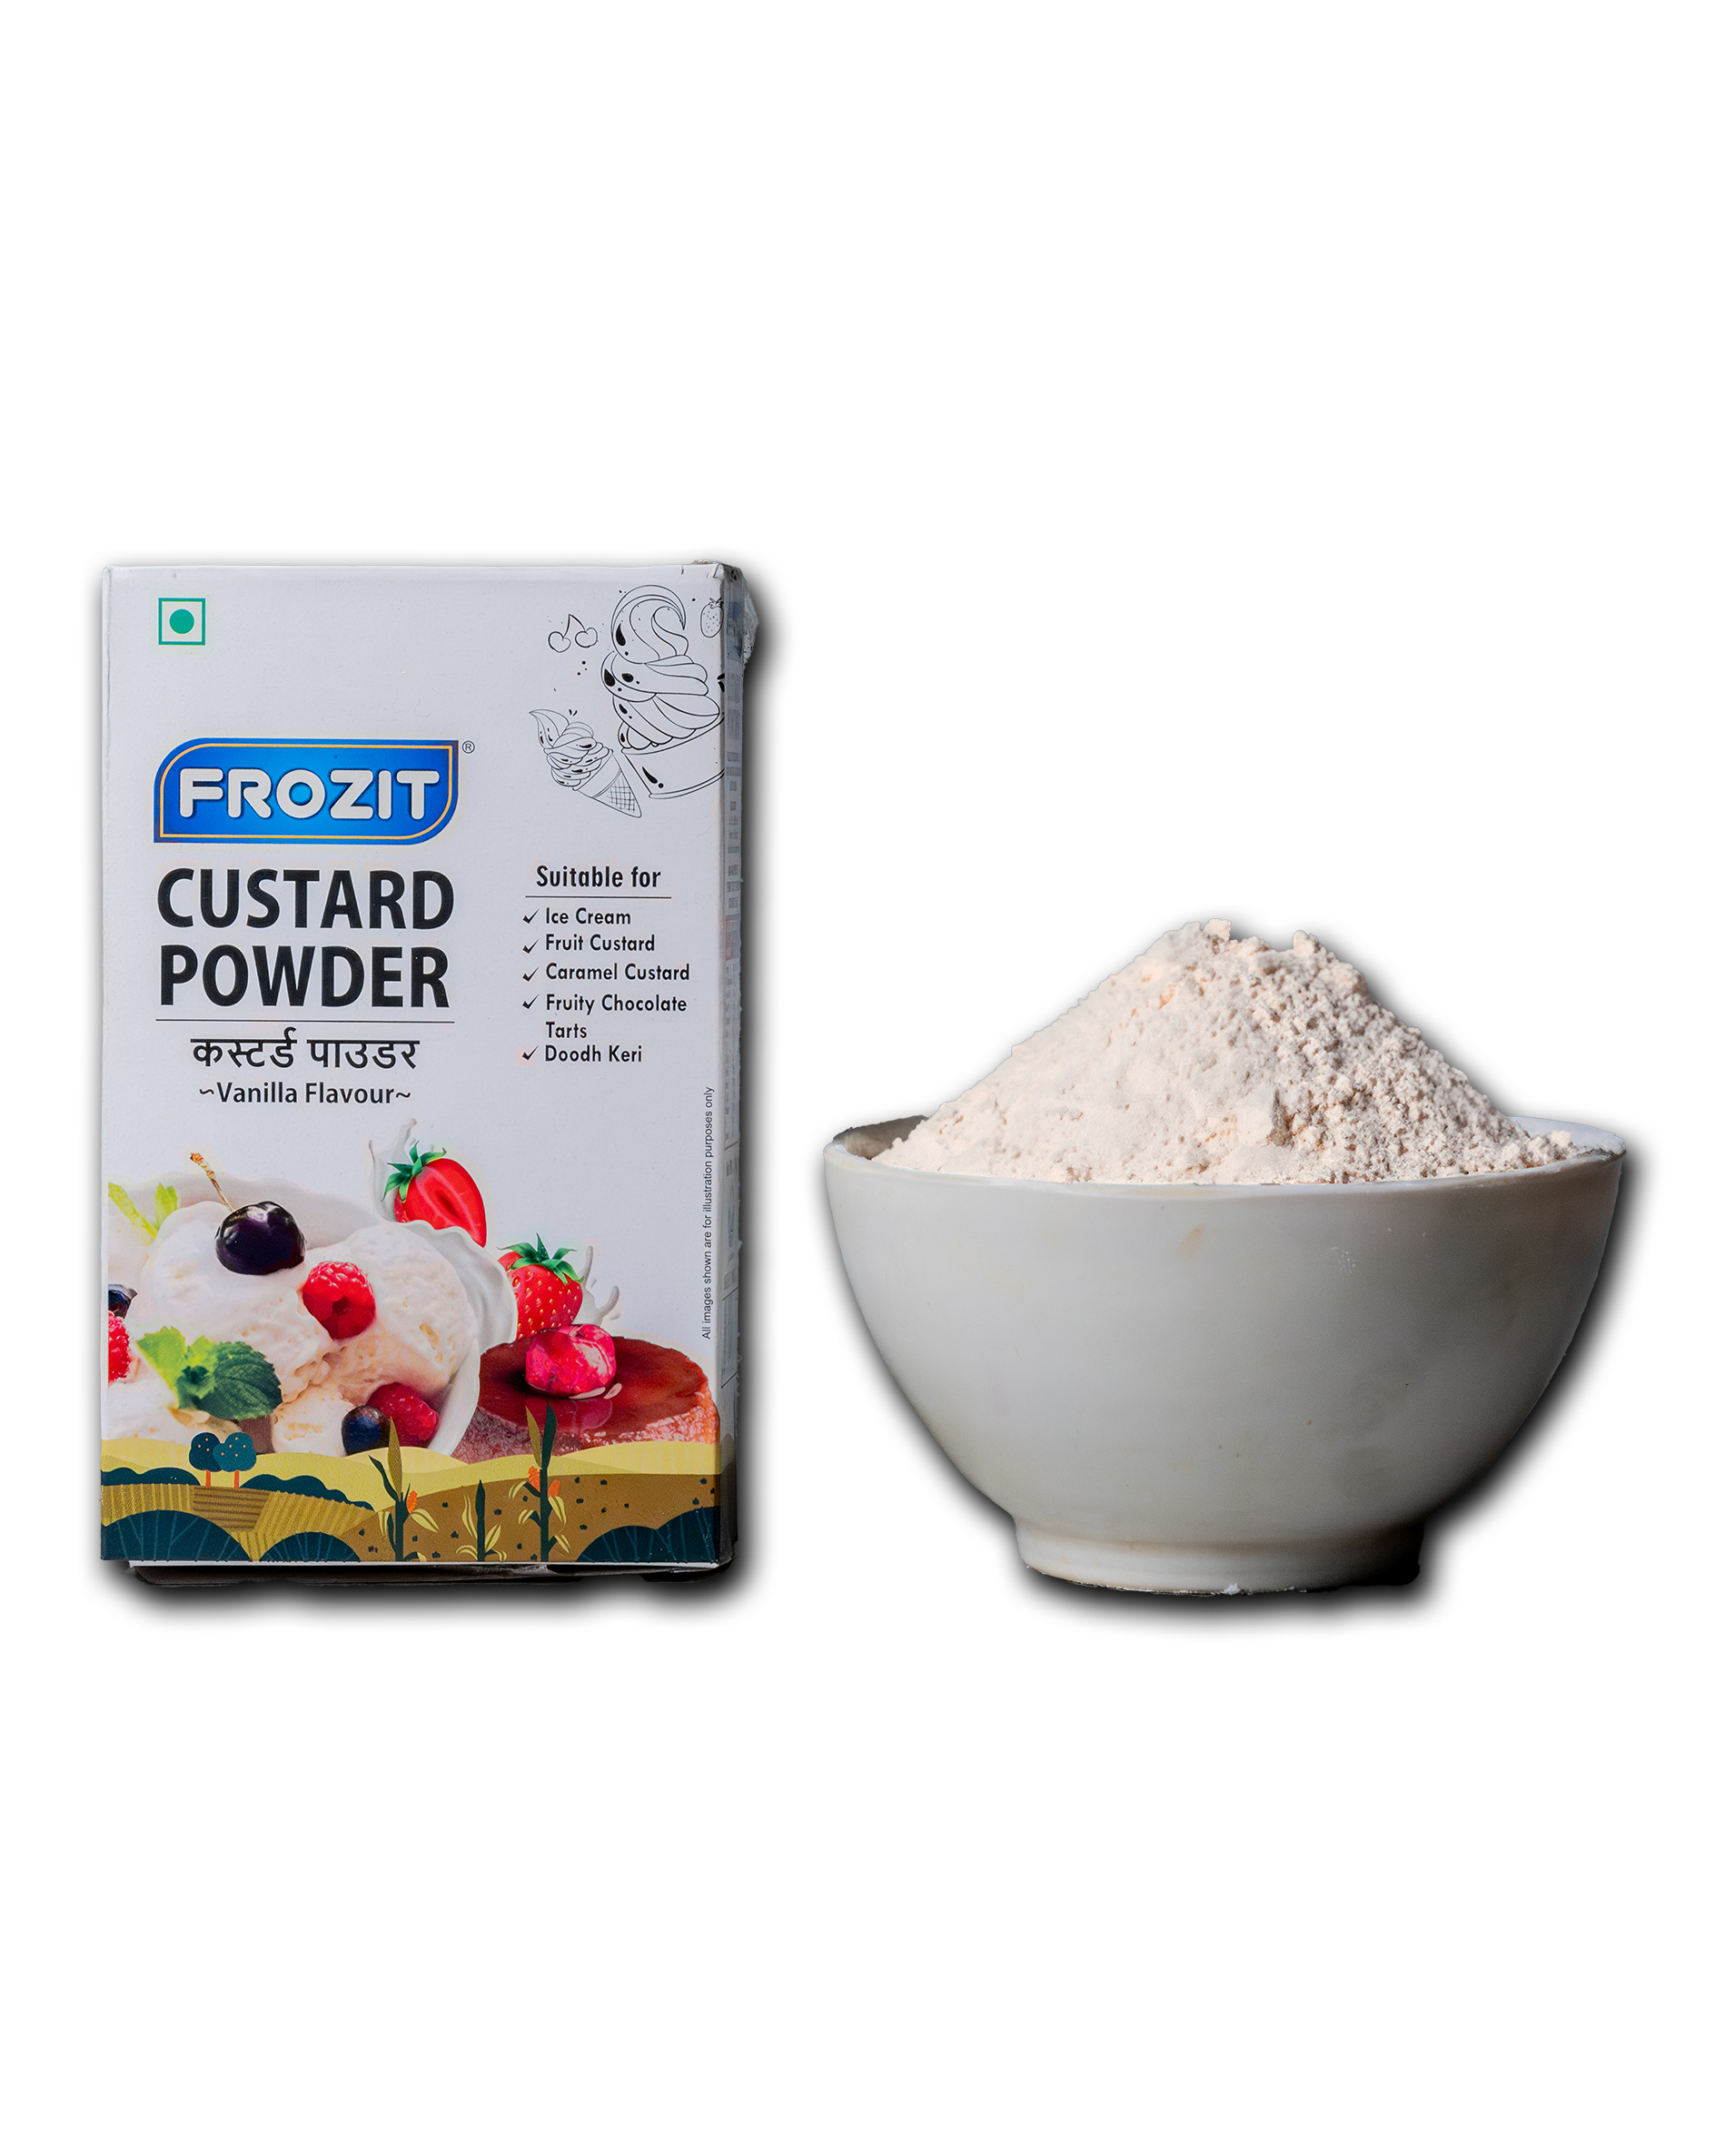 FROZIT®
CUSTARD
POWDER
कस्टर्ड पाउडर
~Vanilla Flavour~
Suitable for
✓ Ice Cream
✓ Fruit Custard
✓ Caramel Custard
✓ Fruity Chocolate
Tarts
✓ Doodh Keri
All images shown are for illustration purposes only